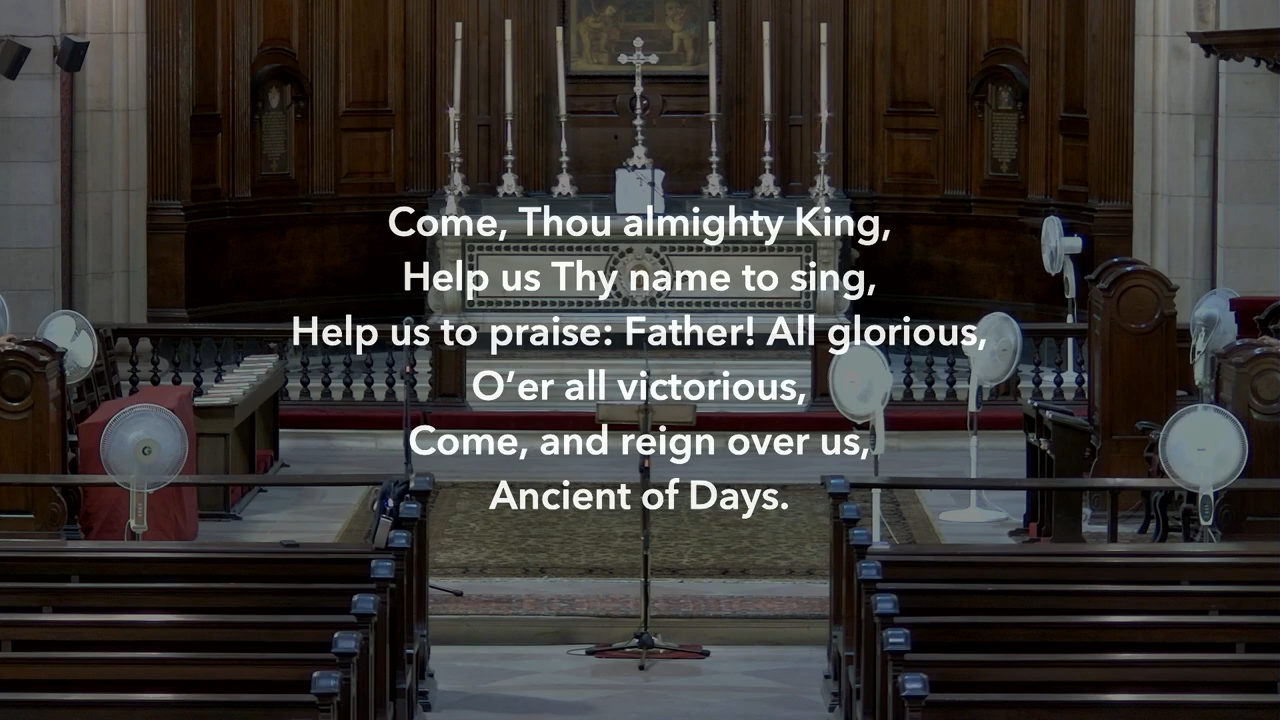 Come, Thou almighty King,
Help us Thy name to sing,
Help us to praise: Father! All glorious,
O’er all victorious,
Come, and reign over us,
Ancient of Days.